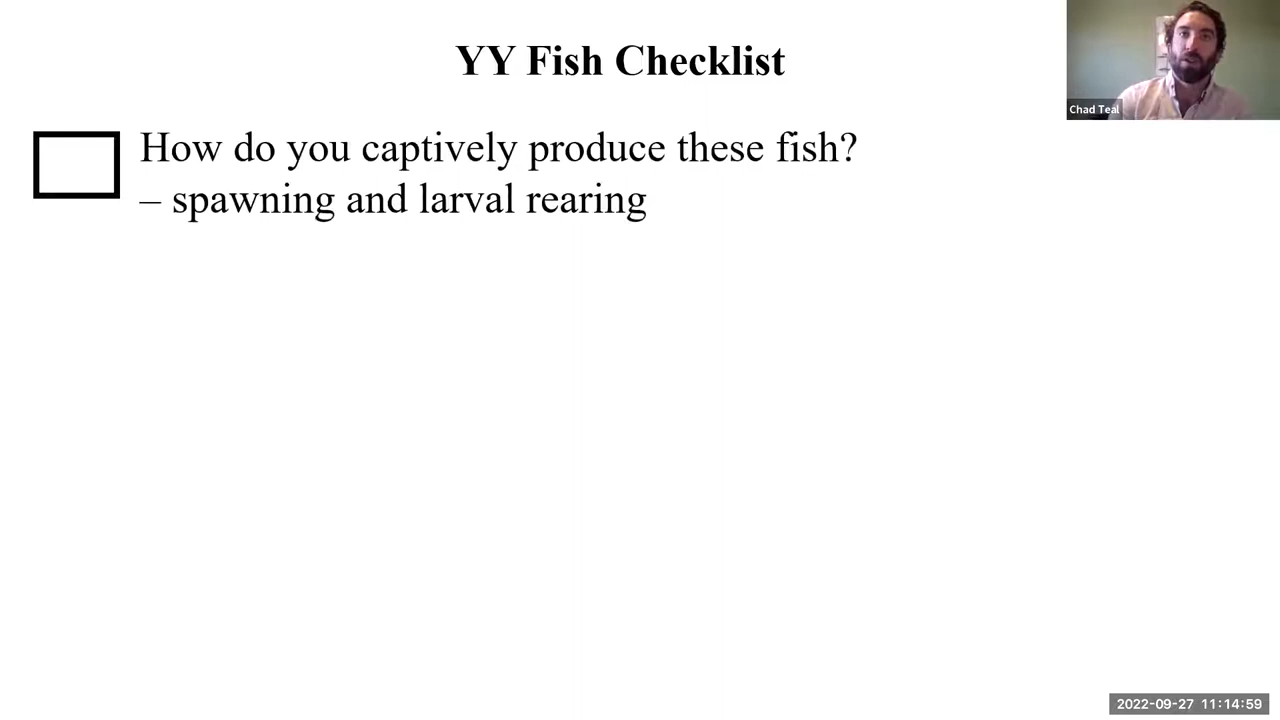 YY Fish Checklist
How do you captively produce these fish?
– spawning and larval rearing
Chad Teal
2022-09-27 11:14:59